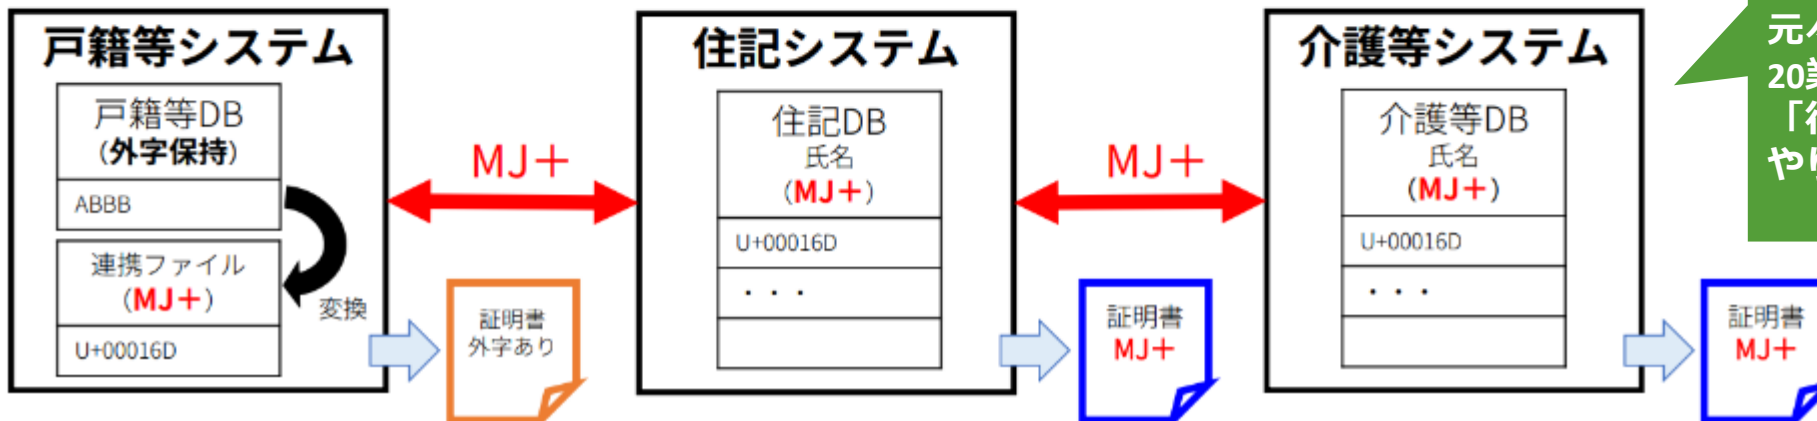 戸籍等システム
戸籍等DB
(外字保持)
ABBB
連携ファイル
(MJ+)
U+00016D
変換
証明書
外字あり
MJ+
住記システム
住記DB
氏名
(MJ+)
U+00016D
・・・
証明書
MJ+
MJ+
介護等システム
介護等DB
氏名
(MJ+)
U+00016D
・・・
証明書
MJ+
元
20
「
や